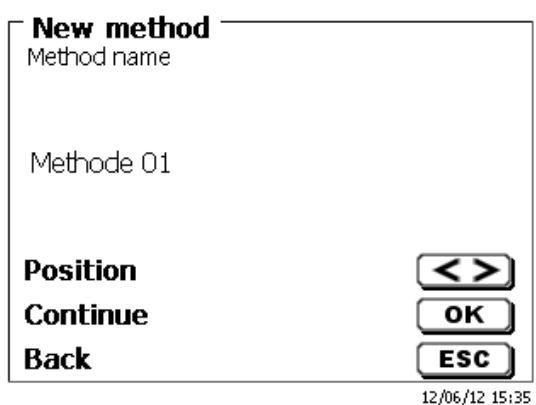 New method
Method name
Methode 01
Position < >
Continue OK
Back ESC
12/06/12 15:35